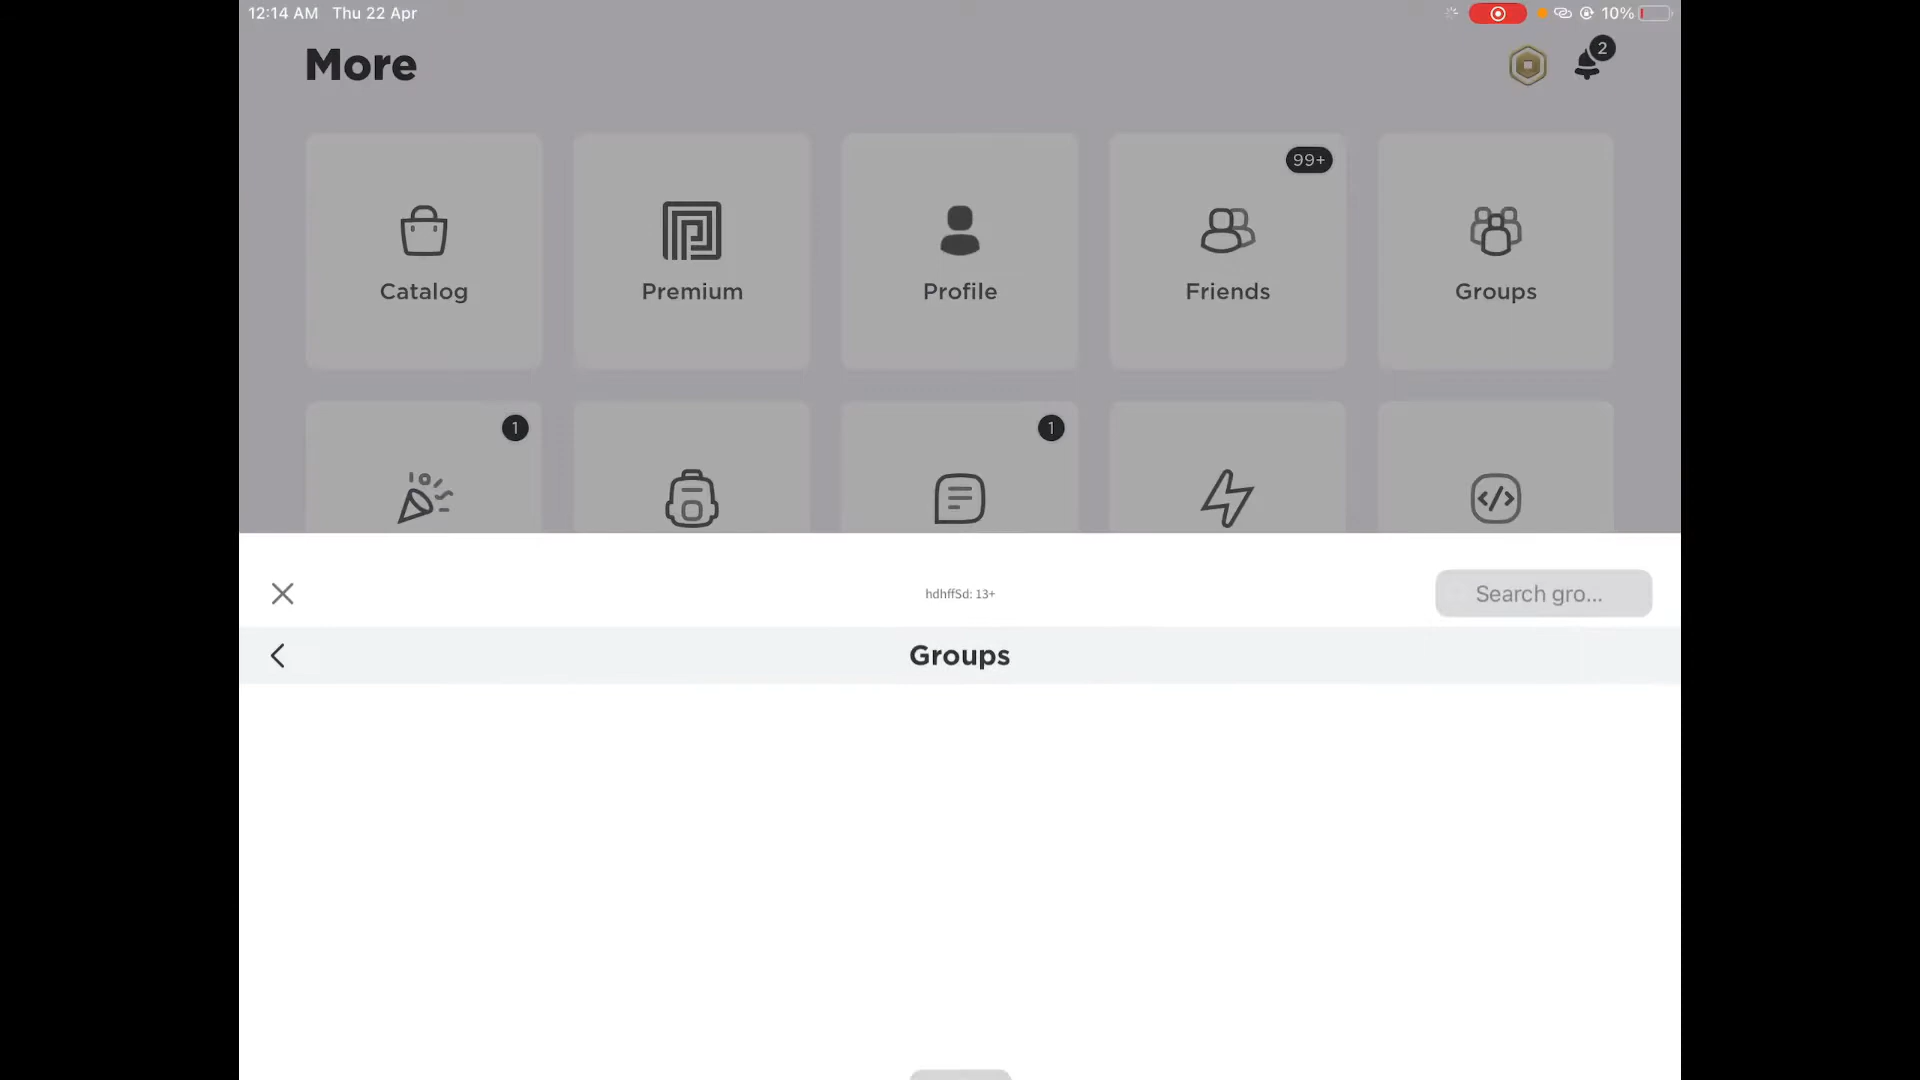 12:14 AM Thu 22 Apr
10%
More
2
99+
Catalog
Premium
Profile
Friends
Groups
1
1
hdhffSd: 13+
Search gro...
Groups